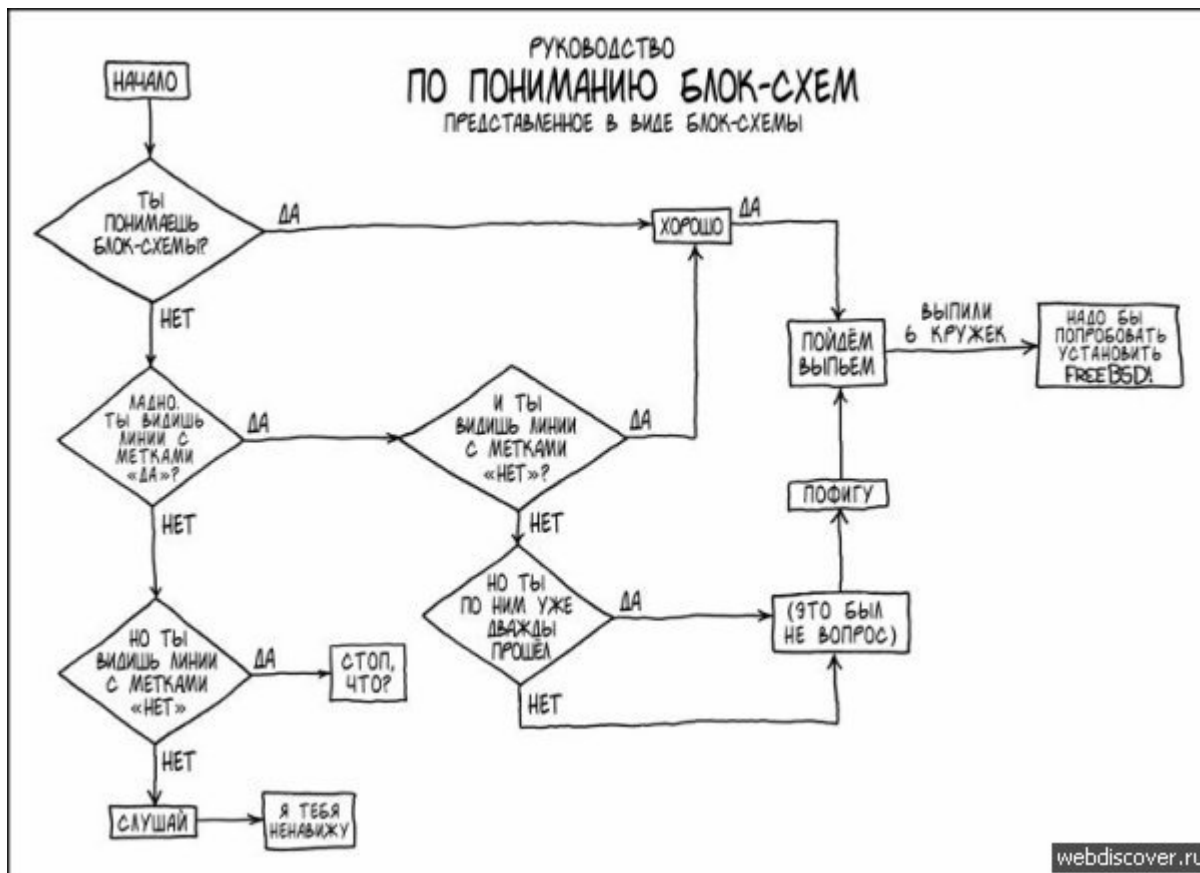 РУКОВОДСТВО
ПО ПОНИМАНИЮ БЛОК-СХЕМ
ПРЕДСТАВЛЕННОЕ В ВИДЕ БЛОК-СХЕМЫ
НАЧАЛО
ТЫ
ПОНИМАЕШЬ
БЛОК-СХЕМЫ?
ДА
ХОРОШО
ДА
НЕТ
ПОЙДЁМ
ВЫПЬЕМ
ВЫПИЛИ
6 КРУЖЕК
НАДО БЫ
ПОПРОБОВАТЬ
УСТАНОВИТЬ
FREEBSD!
ЛАДНО.
ТЫ ВИДИШЬ
ЛИНИИ С
МЕТКАМИ
«ДА»?
ДА
И ТЫ
ВИДИШЬ ЛИНИИ
С МЕТКАМИ
«НЕТ»?
ДА
НЕТ
НЕТ
ПОФИГУ
НО ТЫ
ПО НИМ УЖЕ
ДВАЖДЫ
ПРОШЁЛ
ДА
(ЭТО БЫЛ
НЕ ВОПРОС)
НЕТ
НО ТЫ
ВИДИШЬ ЛИНИИ
С МЕТКАМИ
«НЕТ»
ДА
СТОП,
ЧТО?
НЕТ
СЛУШАЙ
Я ТЕБЯ
НЕНАВИЖУ
webdiscover.ru